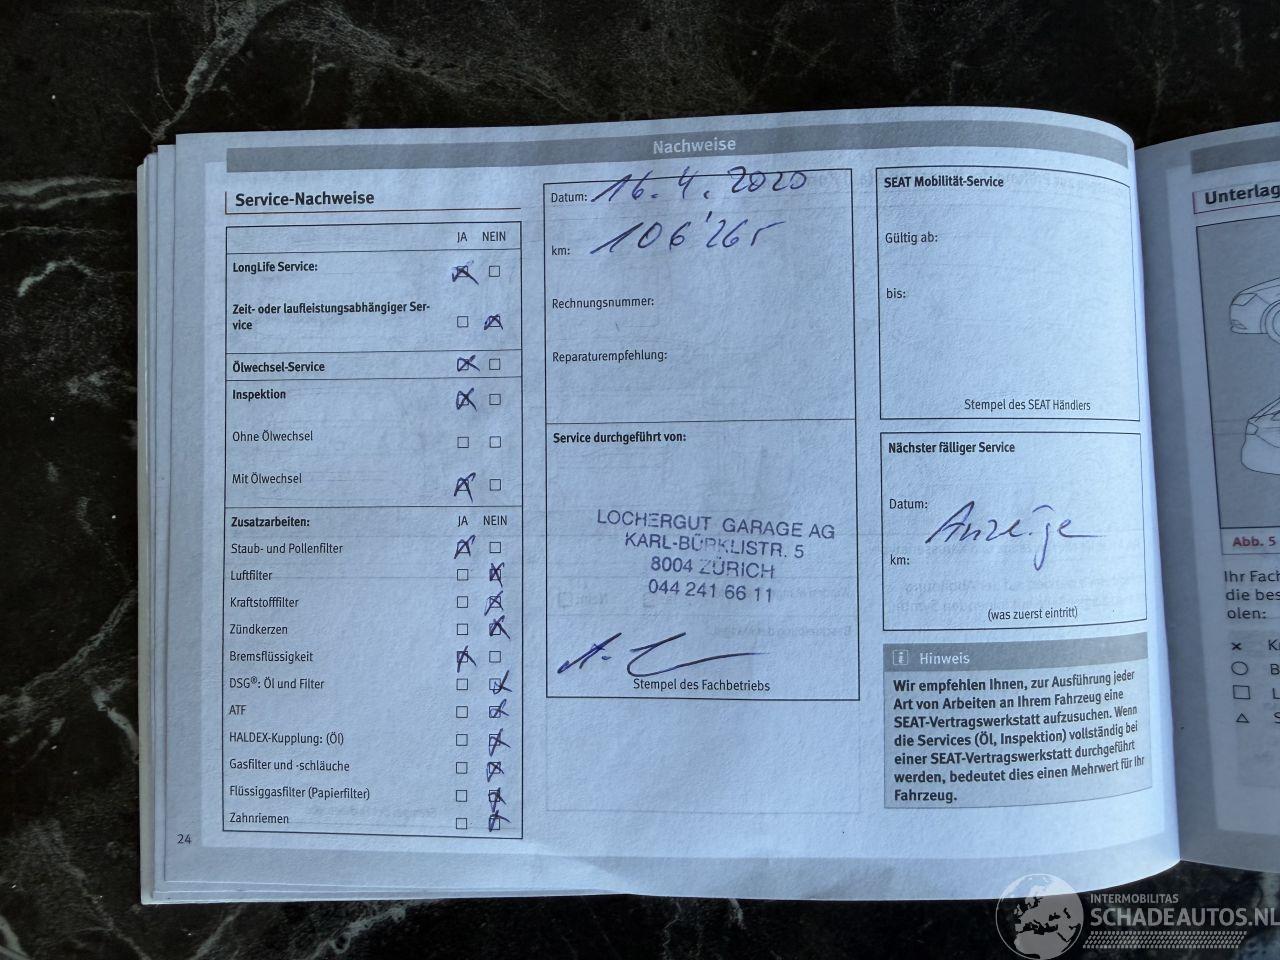 Nachweise
Service-Nachweise
JA NEIN
LongLife Service:
Zeit- oder laufleistungsabhängiger Ser-
vice
Ölwechsel-Service
Inspektion
Ohne Ölwechsel
Mit Ölwechsel
Zusatzarbeiten: JA NEIN
Staub- und Pollenfilter
Luftfilter
Kraftstofffilter
Zündkerzen
Bremsflüssigkeit
DSG®: Öl und Filter
ATF
HALDEX-Kupplung: (Öl)
Gasfilter und -schläuche
Flüssiggasfilter (Papierfilter)
Zahnriemen
24
Datum: 16.4.2020
km: 106'265
Rechnungsnummer:
Reparaturempfehlung:
Service durchgeführt von:
LOCHERGUT GARAGE AG
KARL-BÜRKLISTR. 5
8004 ZÜRICH
044 241 66 11
Stempel des Fachbetriebs
SEAT Mobilität-Service
Gültig ab:
bis:
Stempel des SEAT Händlers
Nächster fälliger Service
Datum: Anzeige
km:
(was zuerst eintritt)
i Hinweis
Wir empfehlen Ihnen, zur Ausführung jeder
Art von Arbeiten an Ihrem Fahrzeug eine
SEAT-Vertragswerkstatt aufzusuchen. Wenn
die Services (Öl, Inspektion) vollständig bei
einer SEAT-Vertragswerkstatt durchgeführt
werden, bedeutet dies einen Mehrwert für Ihr
Fahrzeug.
Unterlag
Abb. 5
Ihr Fach
die bes
olen:
INTERMOBILITAS
SCHADEAUTOS.NL